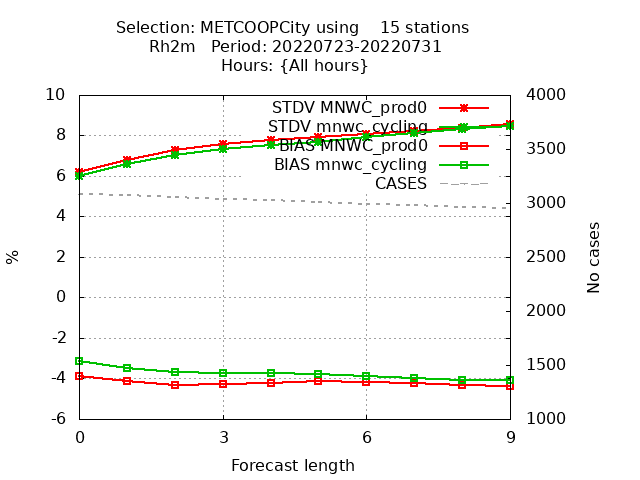 Selection: METCOOPCity using    15 stations
Rh2m   Period: 20220723-20220731
Hours: {All hours}
10
8
6
4
2
0
-2
-4
-6
%
4000
3500
3000
2500
2000
1500
1000
No cases
STDV MNWC_prod0
STDV mnwc_cycling
BIAS MNWC_prod0
BIAS mnwc_cycling
CASES
0 3 6 9
Forecast length